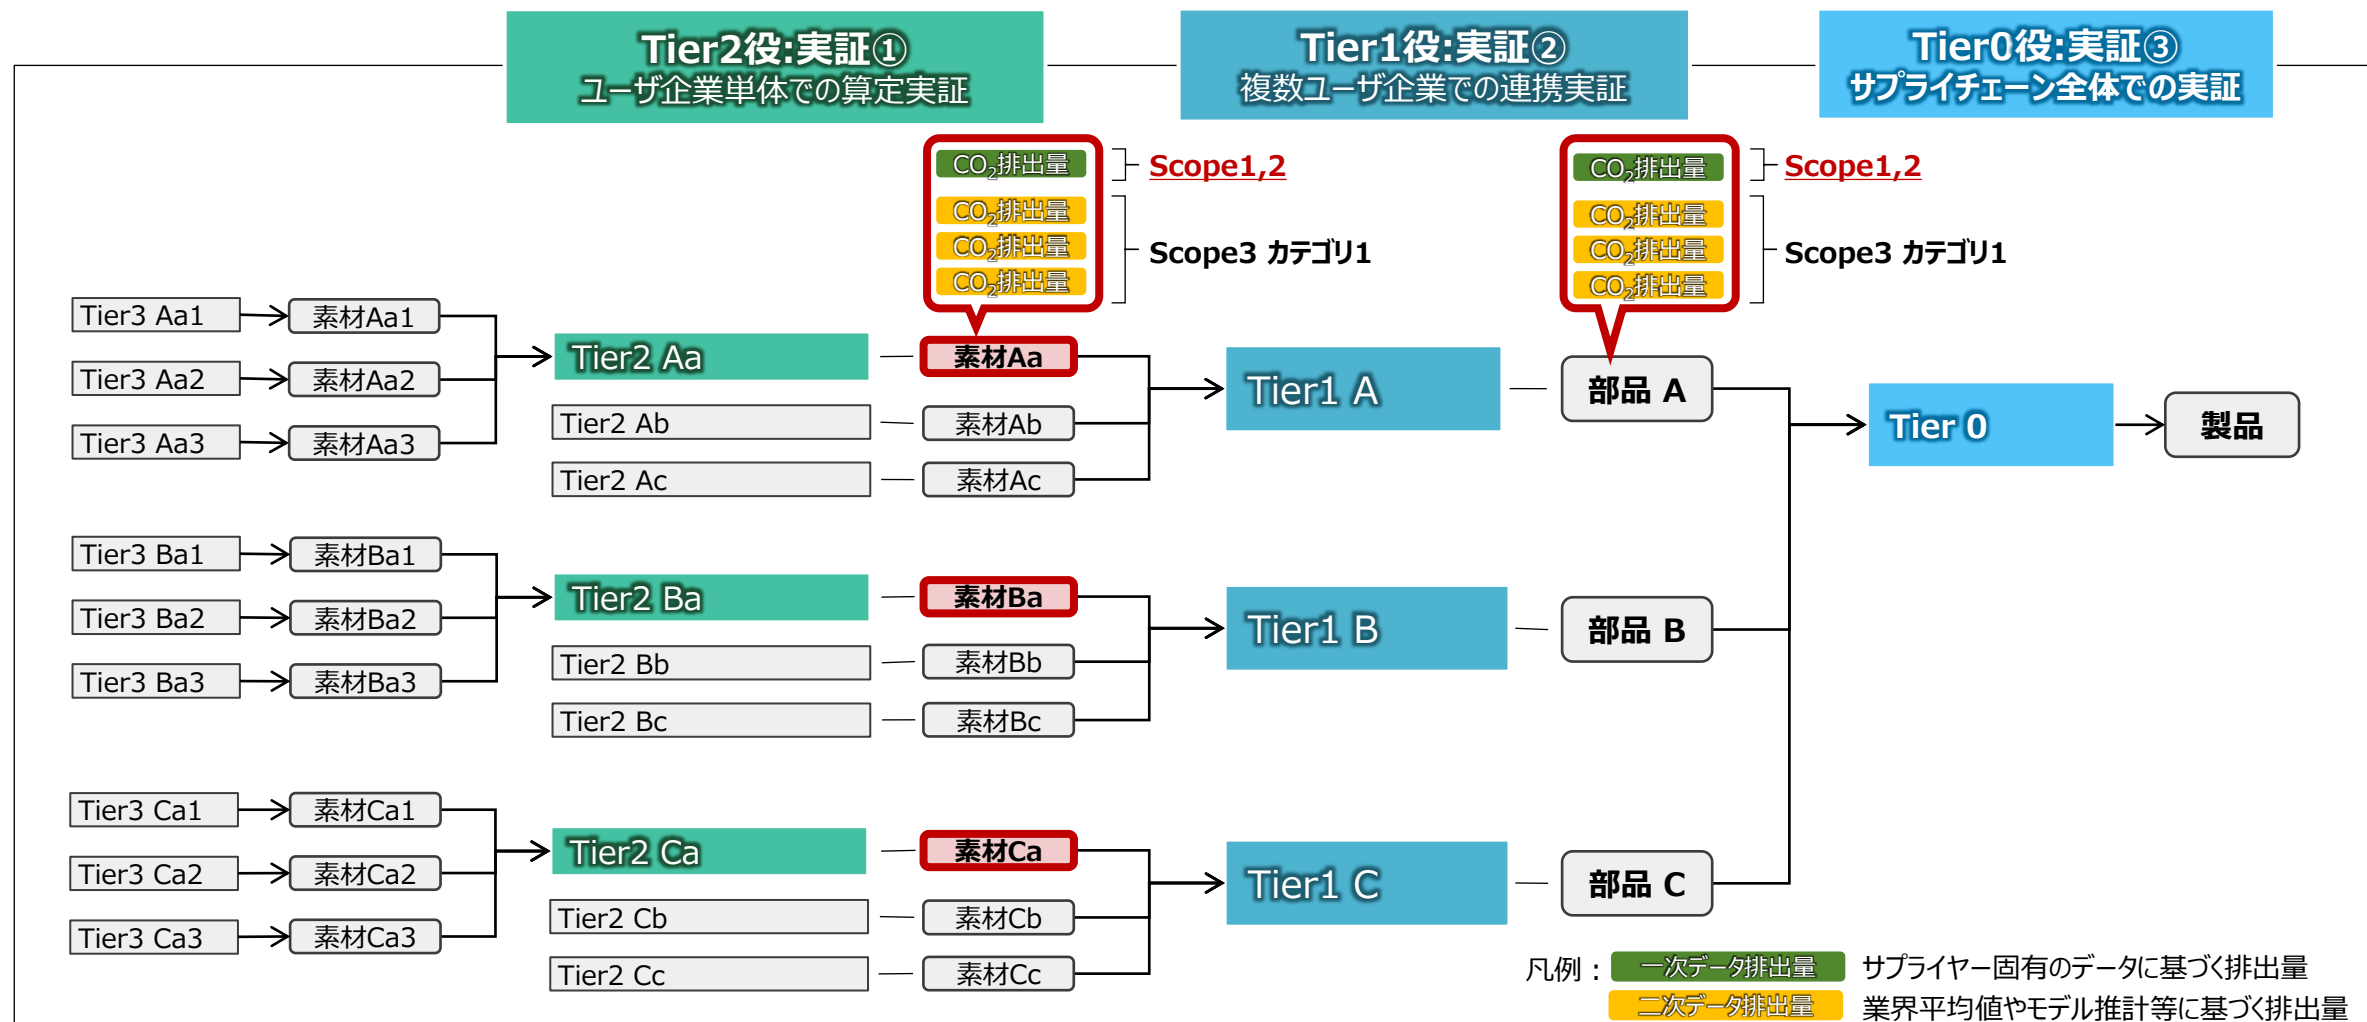 Tier2役:実証①
ユーザ企業単体での算定実証
Tier1役:実証②
複数ユーザ企業での連携実証
Tier0役:実証③
サプライチェーン全体での実証
CO₂排出量
CO₂排出量
CO₂排出量
CO₂排出量
Scope1,2
Scope3 カテゴリ1
CO₂排出量
CO₂排出量
CO₂排出量
CO₂排出量
Scope1,2
Scope3 カテゴリ1
Tier3 Aa1
素材Aa1
Tier3 Aa2
素材Aa2
Tier3 Aa3
素材Aa3
Tier2 Aa
素材Aa
Tier2 Ab
素材Ab
Tier2 Ac
素材Ac
Tier1 A
部品 A
Tier 0
製品
Tier3 Ba1
素材Ba1
Tier3 Ba2
素材Ba2
Tier3 Ba3
素材Ba3
Tier2 Ba
素材Ba
Tier2 Bb
素材Bb
Tier2 Bc
素材Bc
Tier1 B
部品 B
Tier3 Ca1
素材Ca1
Tier3 Ca2
素材Ca2
Tier3 Ca3
素材Ca3
Tier2 Ca
素材Ca
Tier2 Cb
素材Cb
Tier2 Cc
素材Cc
Tier1 C
部品 C
凡例：一次データ排出量 サプライヤー固有のデータに基づく排出量
二次データ排出量 業界平均値やモデル推計等に基づく排出量